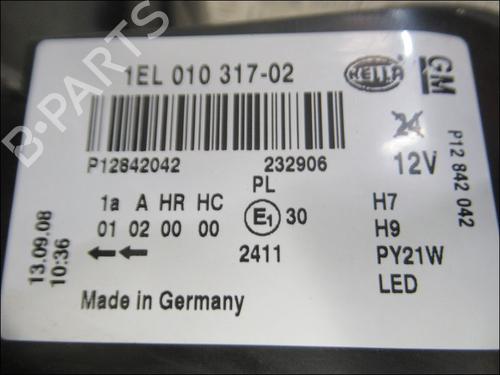 1EL 010 317-02
HELLA
GM
P12842042
232906
24
12V
P12 842 042
PL
1a A HR HC
01 02 00 00
E1 30
2411
H7
H9
PY21W
LED
13.09.08
10:36
Made in Germany
B-PARTS